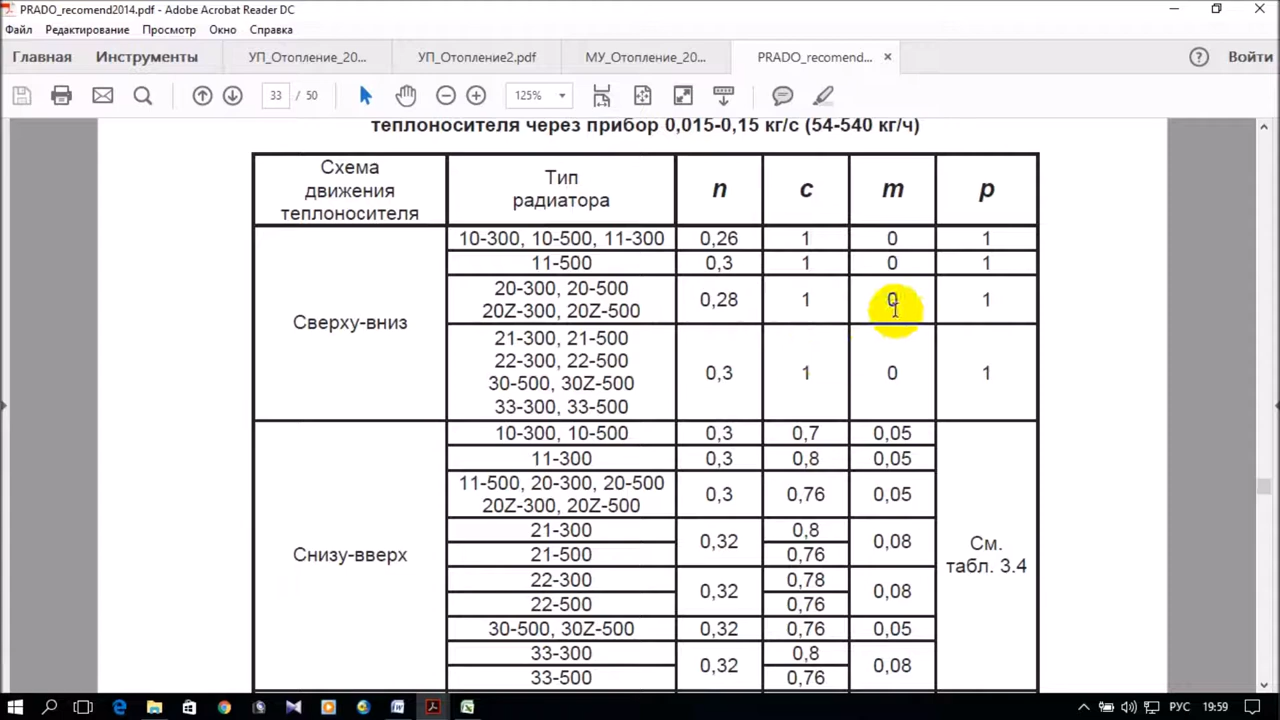 PRADO_recomend2014.pdf - Adobe Acrobat Reader DC
Файл Редактирование Просмотр Окно Справка
Главная Инструменты УП_Отопление_20... УП_Отопление2.pdf МУ_Отопление_20... PRADO_recomend... × Войти
33 / 50 125%
теплоносителя через прибор 0,015-0,15 кг/с (54-540 кг/ч)
Схема движения теплоносителя Тип радиатора n c m p
Сверху-вниз
10-300, 10-500, 11-300 0,26 1 0 1
11-500 0,3 1 0 1
20-300, 20-500
20Z-300, 20Z-500 0,28 1 0 1
21-300, 21-500
22-300, 22-500
30-500, 30Z-500
33-300, 33-500 0,3 1 0 1
Снизу-вверх
10-300, 10-500 0,3 0,7 0,05
11-300 0,3 0,8 0,05
11-500, 20-300, 20-500
20Z-300, 20Z-500 0,3 0,76 0,05
21-300 0,32 0,8 0,08
21-500 0,76
22-300 0,32 0,78 0,08
22-500 0,76
30-500, 30Z-500 0,32 0,76 0,05
33-300 0,32 0,8 0,08
33-500 0,76
См.
табл. 3.4
РУС 19:59